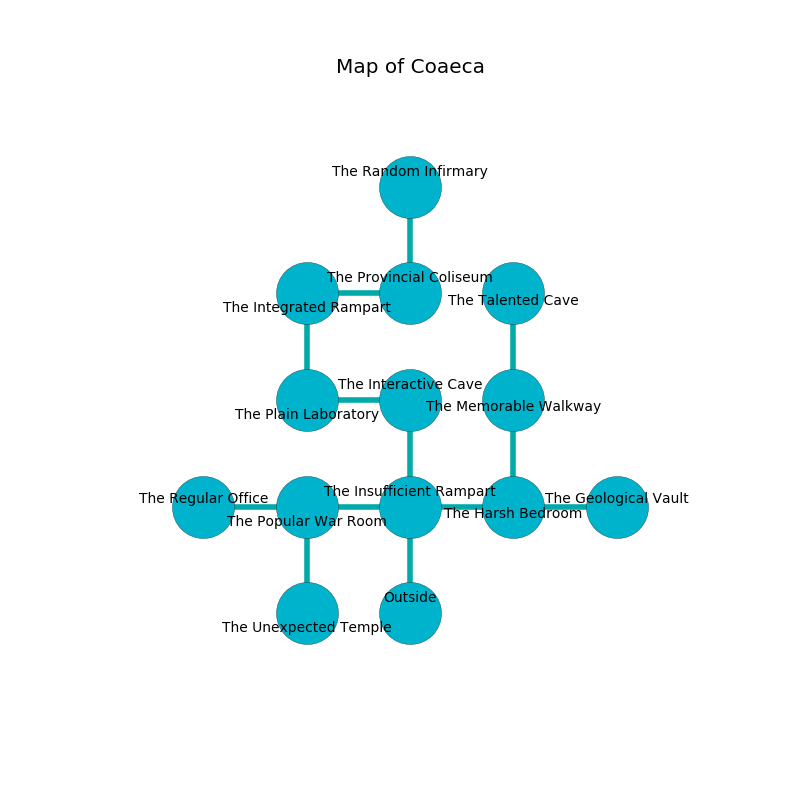 Map of Coaeca
The Random Infirmary
The Provincial Coliseum
The Talented Cave
The Integrated Rampart
The Interactive Cave
The Memorable Walkway
The Plain Laboratory
The Insufficient Rampart
The Regular Office
The Geological Vault
The Harsh Bedroom
The Popular War Room
Outside
The Unexpected Temple